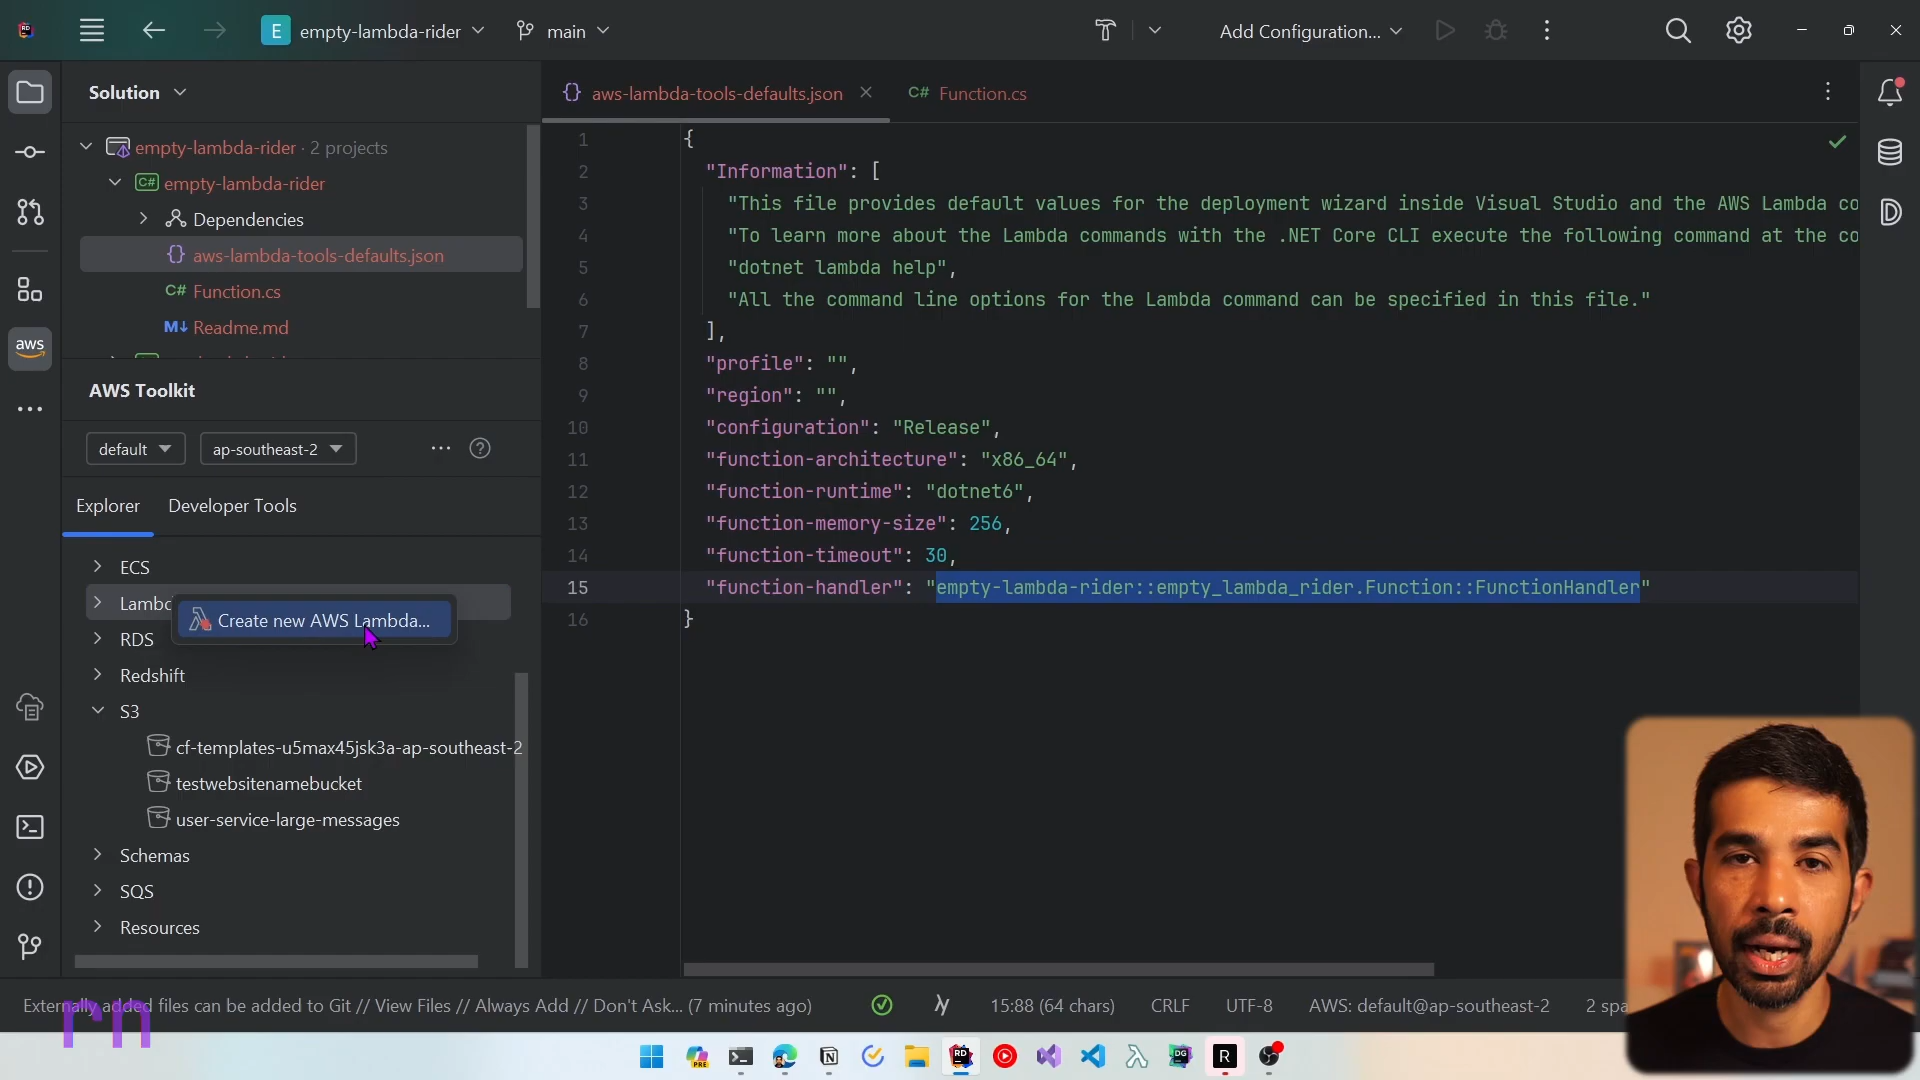 E empty-lambda-rider
main
Add Configuration...
Solution
empty-lambda-rider · 2 projects
C# empty-lambda-rider
Dependencies
{} aws-lambda-tools-defaults.json
C# Function.cs
M↓ Readme.md
aws
AWS Toolkit
default
ap-southeast-2
Explorer
Developer Tools
ECS
Lambd
Create new AWS Lambda...
RDS
Redshift
S3
cf-templates-u5max45jsk3a-ap-southeast-2
testwebsitenamebucket
user-service-large-messages
Schemas
SQS
Resources
{} aws-lambda-tools-defaults.json
C# Function.cs
1 {
2 "Information": [
3 "This file provides default values for the deployment wizard inside Visual Studio and the AWS Lambda co
4 "To learn more about the Lambda commands with the .NET Core CLI execute the following command at the co
5 "dotnet lambda help",
6 "All the command line options for the Lambda command can be specified in this file."
7 ],
8 "profile": "",
9 "region": "",
10 "configuration": "Release",
11 "function-architecture": "x86_64",
12 "function-runtime": "dotnet6",
13 "function-memory-size": 256,
14 "function-timeout": 30,
15 "function-handler": "empty-lambda-rider::empty_lambda_rider.Function::FunctionHandler"
16 }
Externally added files can be added to Git // View Files // Always Add // Don't Ask... (7 minutes ago)
15:88 (64 chars)
CRLF
UTF-8
AWS: default@ap-southeast-2
2 spa
rn
PRE
RD
DG
R